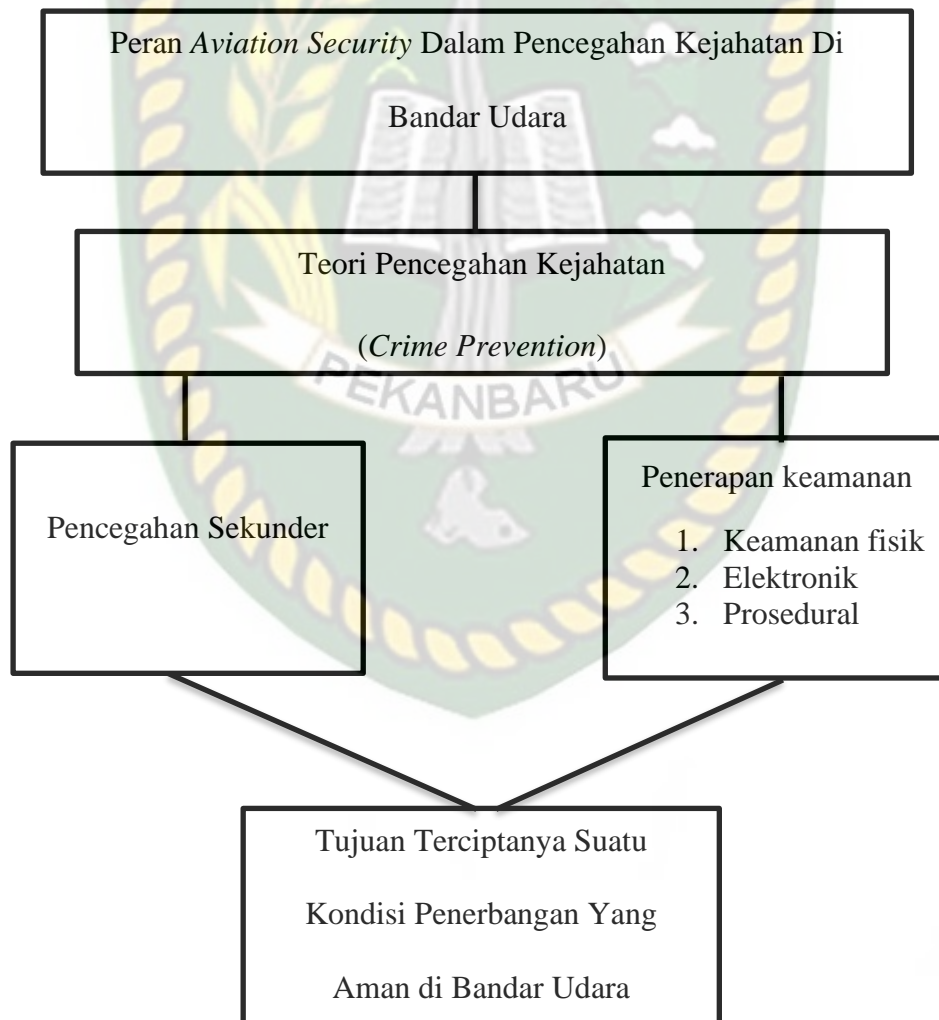 Peran Aviation Security Dalam Pencegahan Kejahatan Di
Bandar Udara
Teori Pencegahan Kejahatan
(Crime Prevention)
PEKANBARU
Pencegahan Sekunder
Penerapan keamanan
1. Keamanan fisik
2. Elektronik
3. Prosedural
Tujuan Terciptanya Suatu
Kondisi Penerbangan Yang
Aman di Bandar Udara